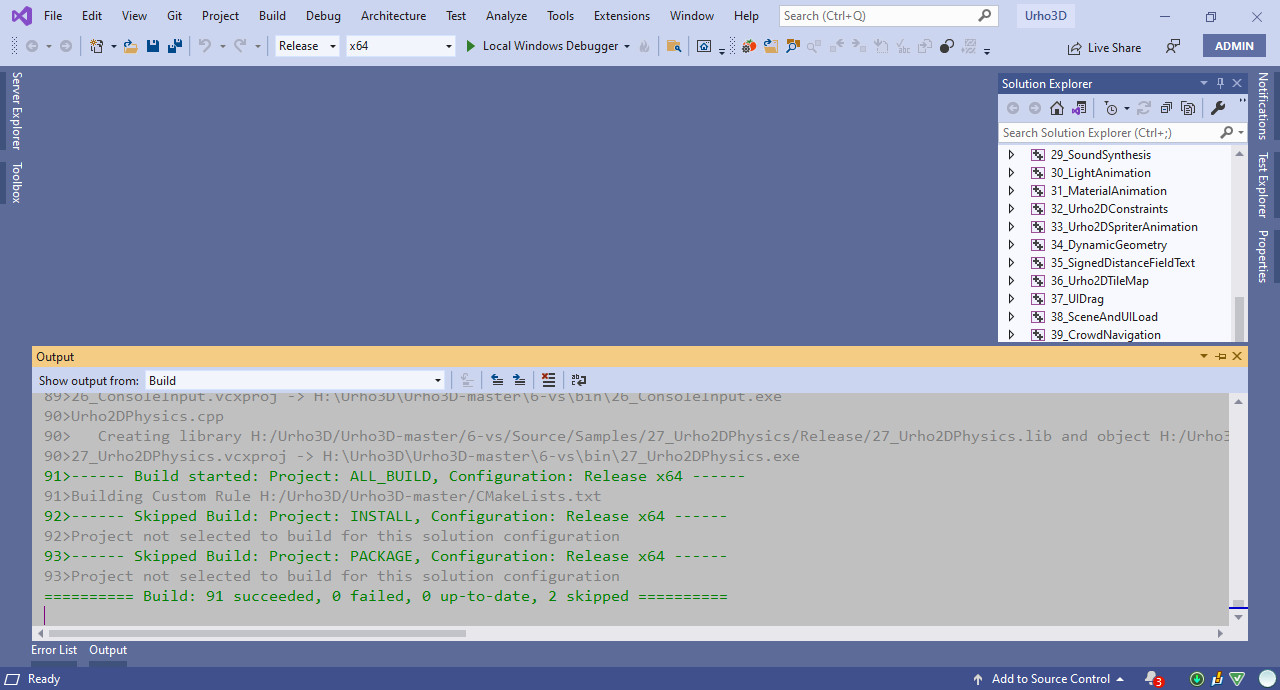 File Edit View Git Project Build Debug Architecture Test Analyze Tools Extensions Window Help Search (Ctrl+Q) Urho3D
Release x64 Local Windows Debugger Live Share ADMIN
Server Explorer
Toolbox
Solution Explorer
Search Solution Explorer (Ctrl+;)
29_SoundSynthesis
30_LightAnimation
31_MaterialAnimation
32_Urho2DConstraints
33_Urho2DSpriterAnimation
34_DynamicGeometry
35_SignedDistanceFieldText
36_Urho2DTileMap
37_UIDrag
38_SceneAndUILoad
39_CrowdNavigation
Notifications
Test Explorer
Properties
Output
Show output from: Build
89>26_ConsoleInput.vcxproj -> H:\Urho3D\Urho3D-master\6-vs\bin\26_ConsoleInput.exe
90>Urho2DPhysics.cpp
90>   Creating library H:/Urho3D/Urho3D-master/6-vs/Source/Samples/27_Urho2DPhysics/Release/27_Urho2DPhysics.lib and object H:/Urho3
90>27_Urho2DPhysics.vcxproj -> H:\Urho3D\Urho3D-master\6-vs\bin\27_Urho2DPhysics.exe
91>------ Build started: Project: ALL_BUILD, Configuration: Release x64 ------
91>Building Custom Rule H:/Urho3D/Urho3D-master/CMakeLists.txt
92>------ Skipped Build: Project: INSTALL, Configuration: Release x64 ------
92>Project not selected to build for this solution configuration
93>------ Skipped Build: Project: PACKAGE, Configuration: Release x64 ------
93>Project not selected to build for this solution configuration
========== Build: 91 succeeded, 0 failed, 0 up-to-date, 2 skipped ==========
Error List Output
Ready Add to Source Control 3